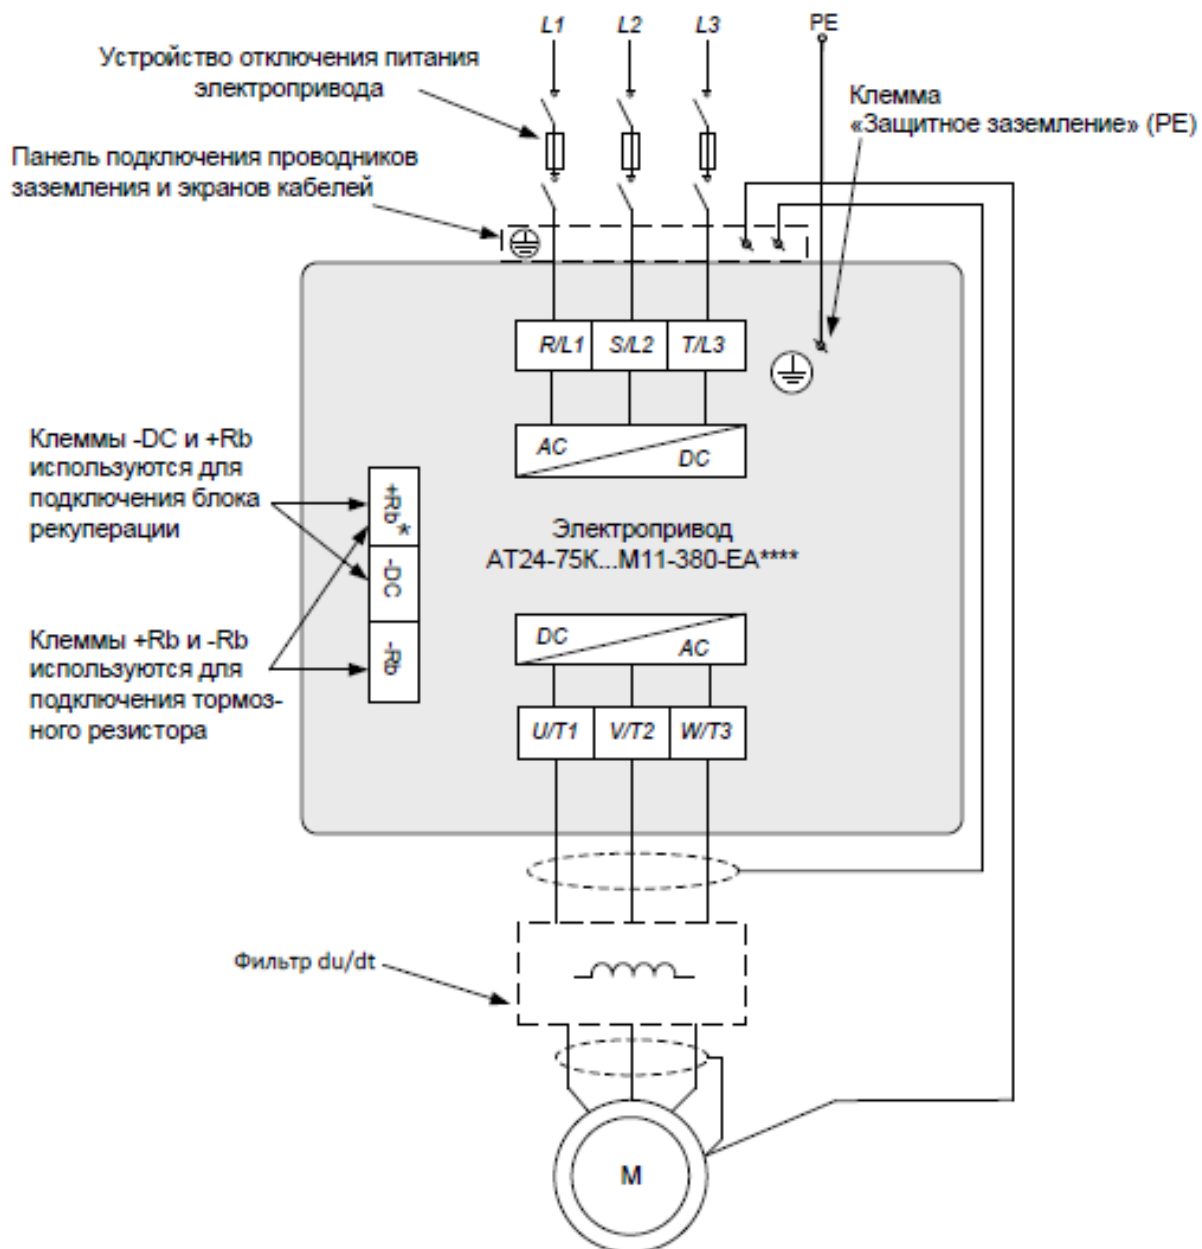 L1 L2 L3 PE
Устройство отключения питания
электропривода
Клемма
«Защитное заземление» (PE)
Панель подключения проводников
заземления и экранов кабелей
R/L1 S/L2 T/L3
AC DC
Клеммы -DC и +Rb
используются для
подключения блока
рекуперации
+Rb*
-DC
-Rb
Электропривод
АТ24-75К...М11-380-ЕА****
Клеммы +Rb и -Rb
используются для
подключения тормоз-
ного резистора
DC AC
U/T1 V/T2 W/T3
Фильтр du/dt
M